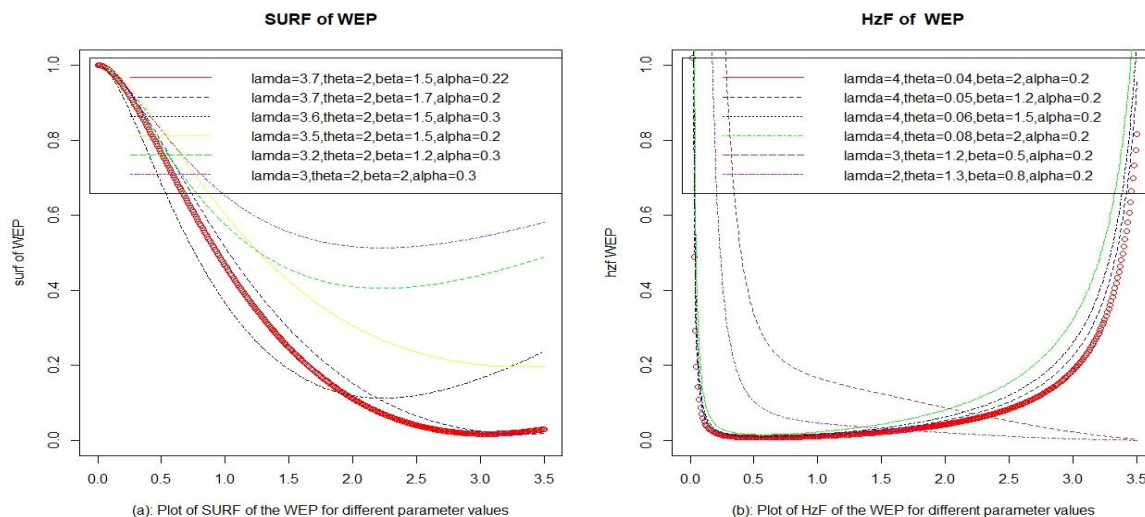 SURF of WEP
surf of WEP
1.0
0.8
0.6
0.4
0.2
0.0
lamda=3.7,theta=2,beta=1.5,alpha=0.22
lamda=3.7,theta=2,beta=1.7,alpha=0.2
lamda=3.6,theta=2,beta=1.5,alpha=0.3
lamda=3.5,theta=2,beta=1.5,alpha=0.2
lamda=3.2,theta=2,beta=1.2,alpha=0.3
lamda=3,theta=2,beta=2,alpha=0.3
0.0 0.5 1.0 1.5 2.0 2.5 3.0 3.5
(a): Plot of SURF of the WEP for different parameter values
HzF of WEP
hzf WEP
1.0
0.8
0.6
0.4
0.2
0.0
lamda=4,theta=0.04,beta=2,alpha=0.2
lamda=4,theta=0.05,beta=1.2,alpha=0.2
lamda=4,theta=0.06,beta=1.5,alpha=0.2
lamda=4,theta=0.08,beta=2,alpha=0.2
lamda=3,theta=1.2,beta=0.5,alpha=0.2
lamda=2,theta=1.3,beta=0.8,alpha=0.2
0.0 0.5 1.0 1.5 2.0 2.5 3.0 3.5
(b): Plot of HzF of the WEP for different parameter values